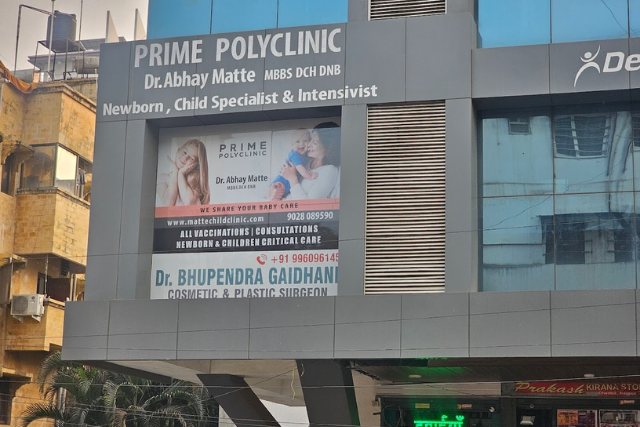 PRIME POLYCLINIC
Dr. Abhay Matte MBBS DCH DNB
Newborn , Child Specialist & Intensivist
De
PRIME
POLYCLINIC
Dr. Abhay Matte
MBBS DCH DNB
WE SHARE YOUR BABY CARE
www.mattechildclinic.com 9028 089590
ALL VACCINATIONS | CONSULTATIONS
NEWBORN & CHILDREN CRITICAL CARE
+91 996096145
Dr. BHUPENDRA GAIDHANI
COSMETIC & PLASTIC SURGEON
Prakash KIRANA STO